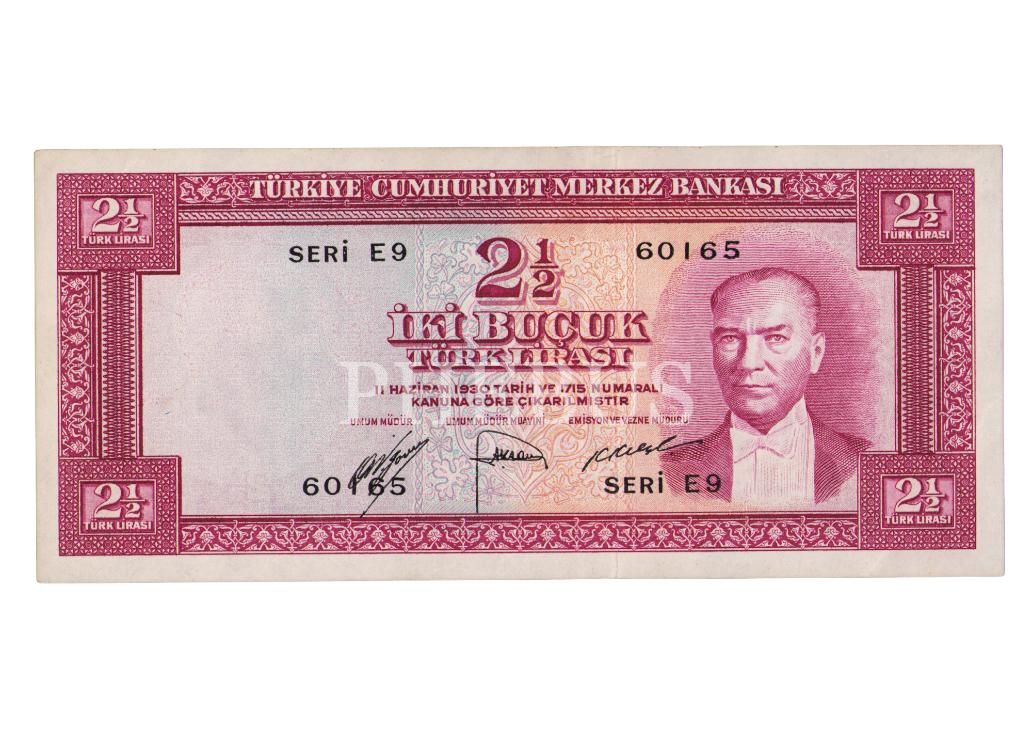 TÜRKİYE CUMHURİYET MERKEZ BANKASI
2½ TÜRK LİRASI
2½ TÜRK LİRASI
SERİ E9
2½
60165
İKİ BUÇUK
TÜRK LİRASI
11 HAZİRAN 1930 TARİH VE 1715 NUMARALI
KANUNA GÖRE ÇIKARILMIŞTIR
UMUM MÜDÜR UMUM MÜDÜR MUAVİNİ EMİSYON VE VEZNE MÜDÜRÜ
60165
SERİ E9
2½ TÜRK LİRASI
2½ TÜRK LİRASI